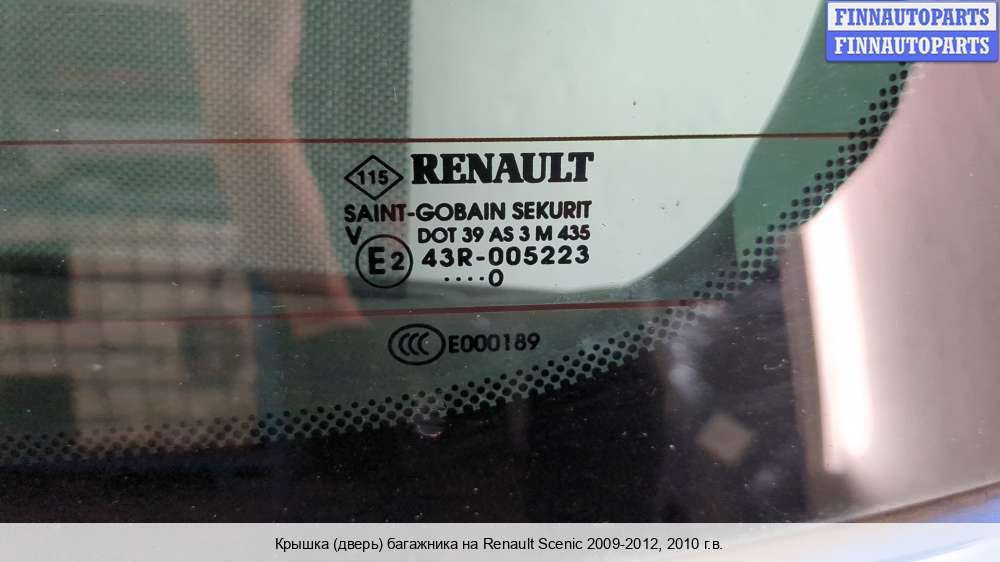 FINNAUTOPARTS
FINNAUTOPARTS
115 RENAULT
SAINT-GOBAIN SEKURIT
V DOT 39 AS 3 M 435
E2 43R-005223
....0
CCC E000189
Крышка (дверь) багажника на Renault Scenic 2009-2012, 2010 г.в.